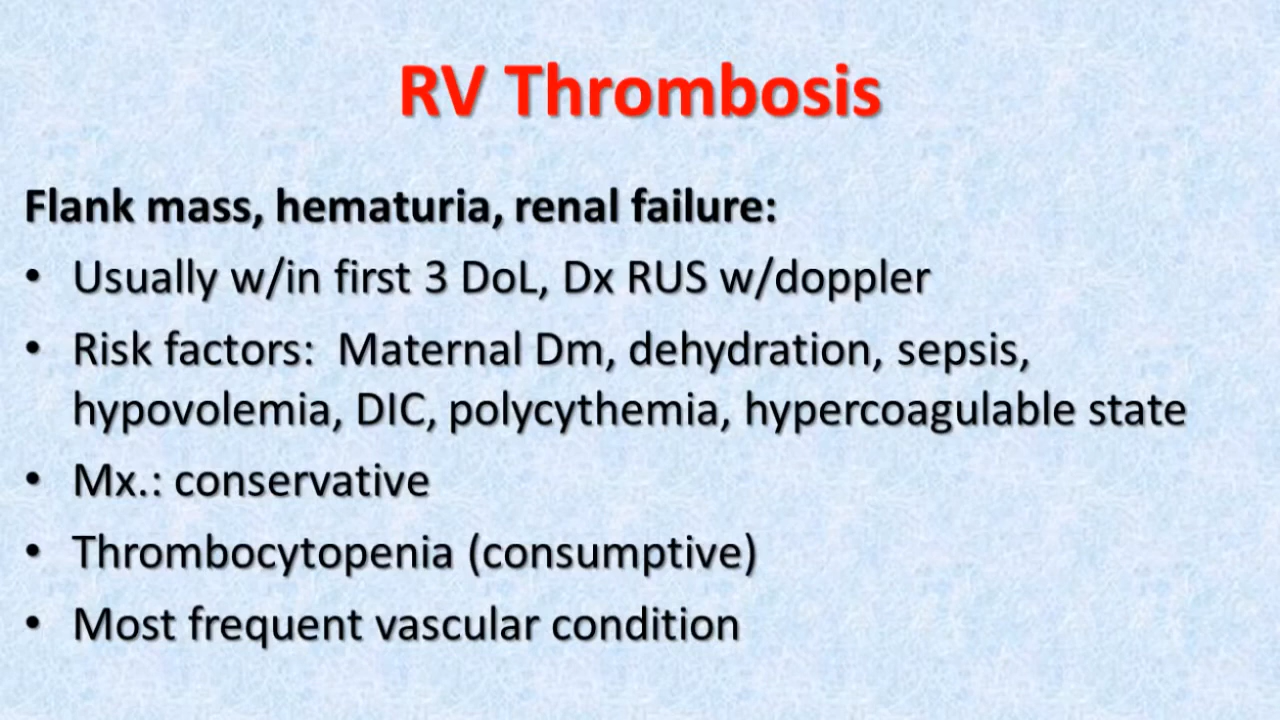 RV Thrombosis
Flank mass, hematuria, renal failure:
• Usually w/in first 3 DoL, Dx RUS w/doppler
• Risk factors:  Maternal Dm, dehydration, sepsis,
hypovolemia, DIC, polycythemia, hypercoagulable state
• Mx.: conservative
• Thrombocytopenia (consumptive)
• Most frequent vascular condition